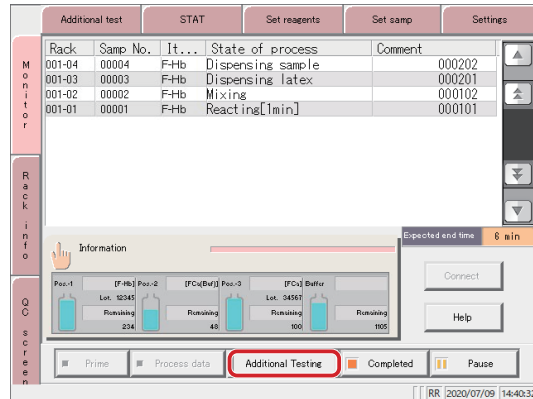 Additional test STAT Set reagents Set samp Settings
Monitor
Rack info
QC screen
Rack Samp No. It... State of process Comment
001-04 00004 F-Hb Dispensing sample 000202
001-03 00003 F-Hb Dispensing latex 000201
001-02 00002 F-Hb Mixing 000102
001-01 00001 F-Hb Reacting[1min] 000101
Expected end time 6 min
Information
Pos.-1 [F-Hb] Pos.-2 [FCa(Buf)] Pos.-3 [FCa] Buffer
Lot. 12345 Lot. 34567
Remaining Remaining Remaining Remaining
234 48 100 1105
Connect
Help
Prime Process data Additional Testing Completed Pause
RR 2020/07/09 14:40:32